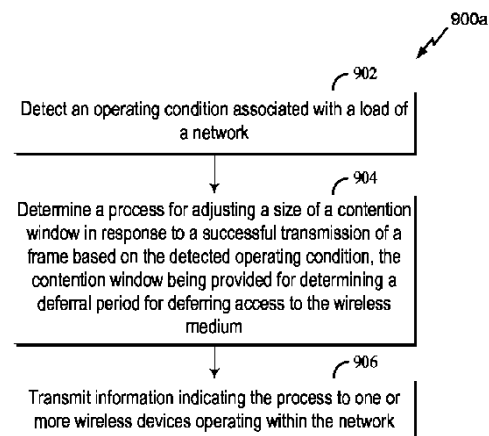 900a
902
Detect an operating condition associated with a load of
a network
904
Determine a process for adjusting a size of a contention
window in response to a successful transmission of a
frame based on the detected operating condition, the
contention window being provided for determining a
deferral period for deferring access to the wireless
medium
906
Transmit information indicating the process to one or
more wireless devices operating within the network